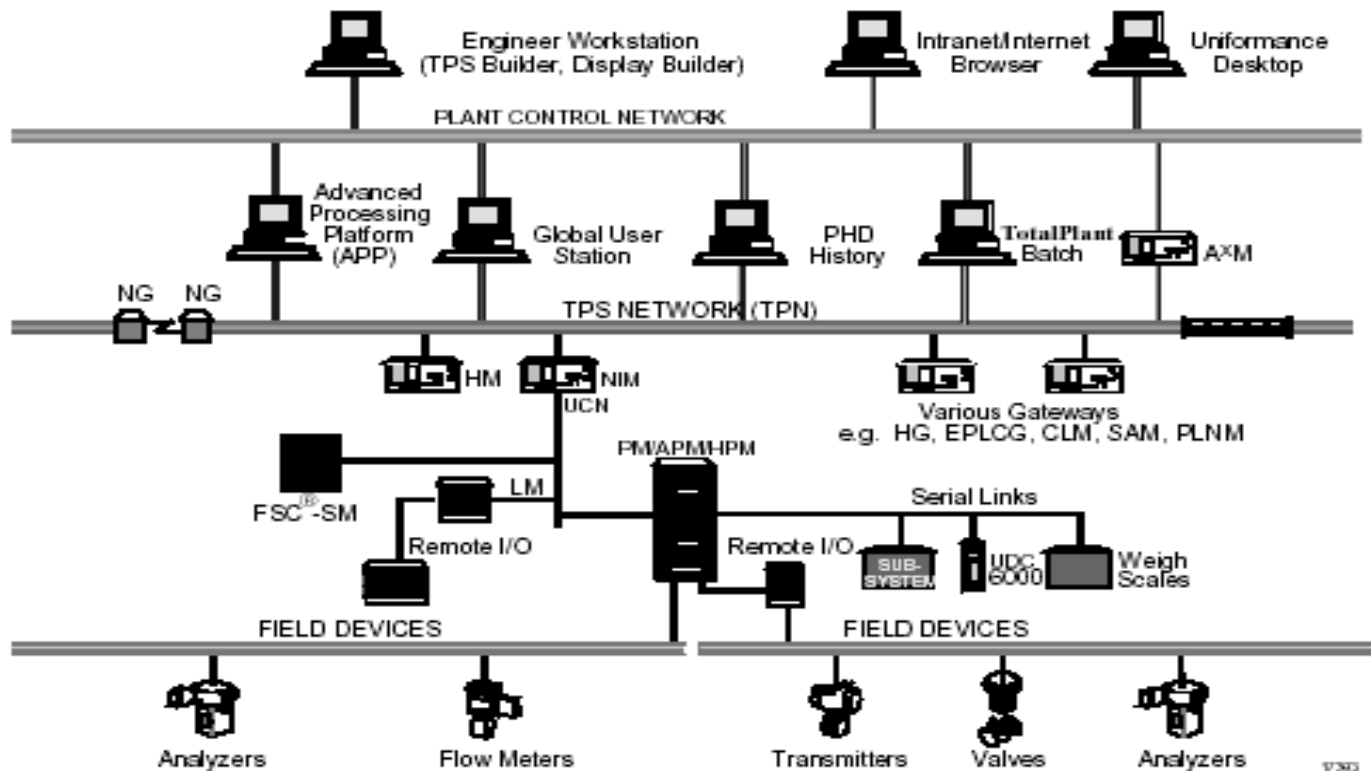 Engineer Workstation
(TPS Builder, Display Builder)
Intranet/Internet
Browser
Uniformance
Desktop
PLANT CONTROL NETWORK
Advanced
Processing
Platform
(APP)
Global User
Station
PHD
History
TotalPlant
Batch
AXM
NG
NG
TPS NETWORK (TPN)
HM
NIM
UCN
Various Gateways
e.g. HG, EPLCG, CLM, SAM, PLNM
PM/APM/HPM
FSC®-SM
LM
Remote I/O
Serial Links
Remote I/O
SUB-
SYSTEM
UDC
6000
Weigh
Scales
FIELD DEVICES
FIELD DEVICES
Analyzers
Flow Meters
Transmitters
Valves
Analyzers